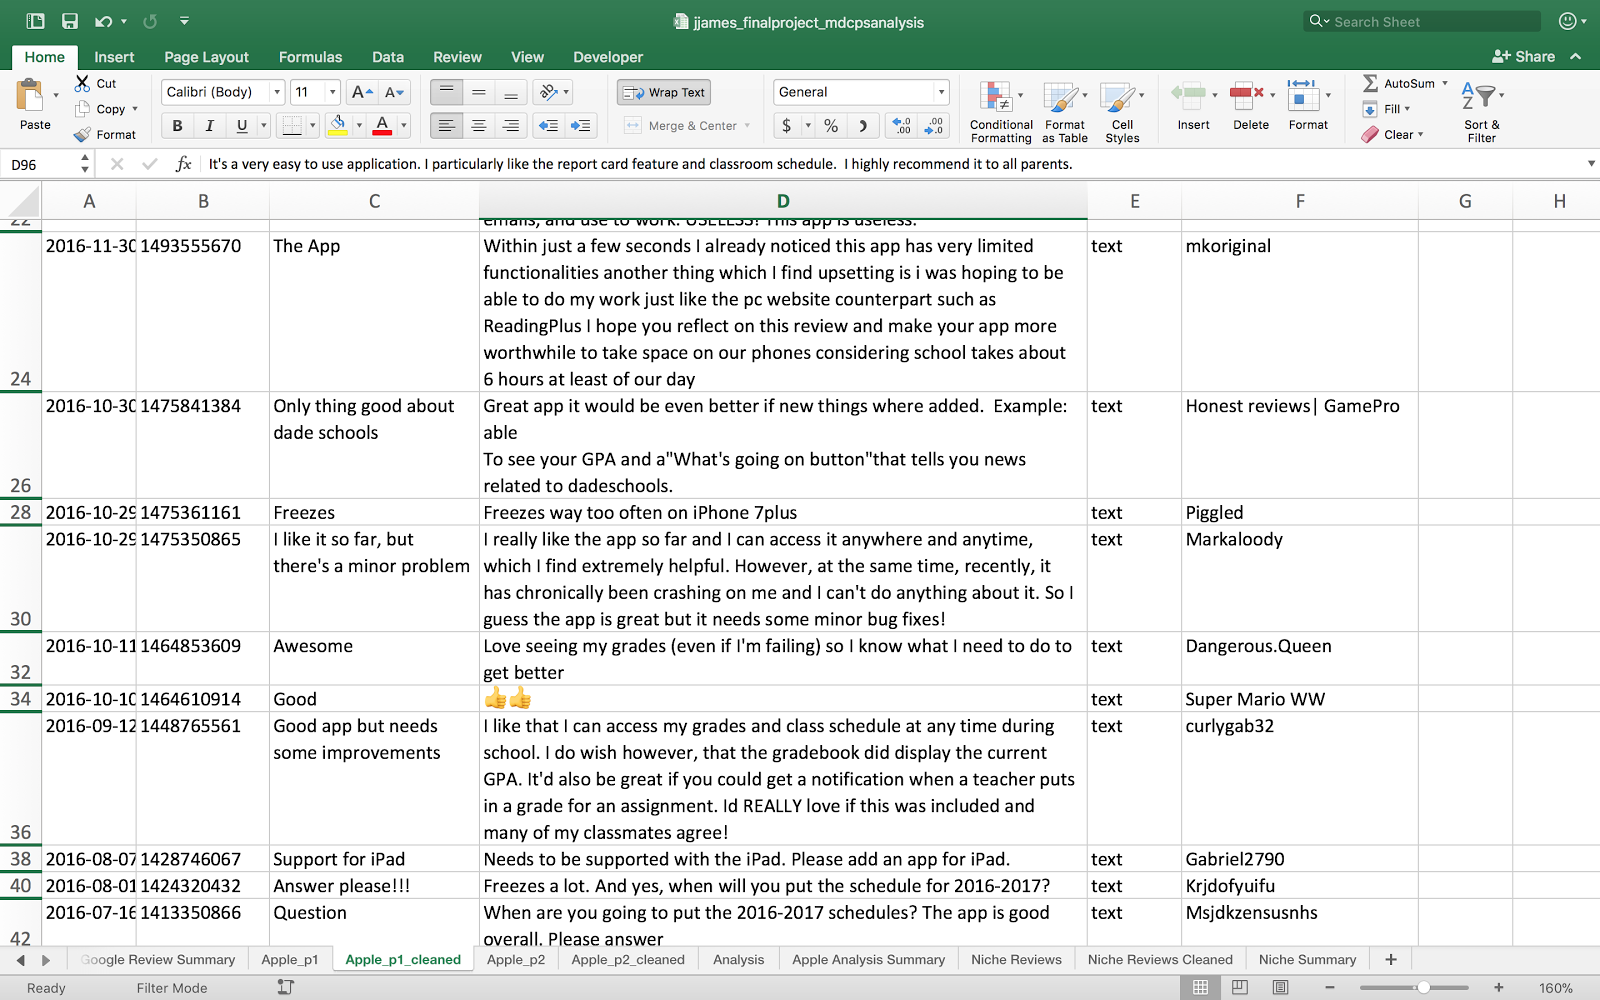 jjames_finalproject_mdcpsanalysis
Search Sheet
Home Insert Page Layout Formulas Data Review View Developer
Share
Paste
Cut
Copy
Format
Calibri (Body) 11
A A
B I U
A
Wrap Text
Merge & Center
General
$ % 
Conditional Formatting
Format as Table
Cell Styles
Insert Delete Format
AutoSum
Fill
Clear
Sort & Filter
D96 fx It's a very easy to use application. I particularly like the report card feature and classroom schedule.  I highly recommend it to all parents.
A B C D E F G H
22 emails, and use to work. USELESS! This app is useless.
2016-11-30 1493555670 The App Within just a few seconds I already noticed this app has very limited text mkoriginal
functionalities another thing which I find upsetting is i was hoping to be
able to do my work just like the pc website counterpart such as
ReadingPlus I hope you reflect on this review and make your app more
worthwhile to take space on our phones considering school takes about
24 6 hours at least of our day
2016-10-30 1475841384 Only thing good about Great app it would be even better if new things where added.  Example: text Honest reviews| GamePro
dade schools able
To see your GPA and a"What's going on button"that tells you news
26 related to dadeschools.
28 2016-10-29 1475361161 Freezes Freezes way too often on iPhone 7plus text Piggled
2016-10-29 1475350865 I like it so far, but I really like the app so far and I can access it anywhere and anytime, text Markaloody
there's a minor problem which I find extremely helpful. However, at the same time, recently, it
has chronically been crashing on me and I can't do anything about it. So I
30 guess the app is great but it needs some minor bug fixes!
2016-10-11 1464853609 Awesome Love seeing my grades (even if I'm failing) so I know what I need to do to text Dangerous.Queen
32 get better
34 2016-10-10 1464610914 Good 👍👍 text Super Mario WW
2016-09-12 1448765561 Good app but needs I like that I can access my grades and class schedule at any time during text curlygab32
some improvements school. I do wish however, that the gradebook did display the current
GPA. It'd also be great if you could get a notification when a teacher puts
in a grade for an assignment. Id REALLY love if this was included and
36 many of my classmates agree!
38 2016-08-07 1428746067 Support for iPad Needs to be supported with the iPad. Please add an app for iPad. text Gabriel2790
40 2016-08-01 1424320432 Answer please!!! Freezes a lot. And yes, when will you put the schedule for 2016-2017? text Krjdofyuifu
2016-07-16 1413350866 Question When are you going to put the 2016-2017 schedules? The app is good text Msjdkzensusnhs
42 overall. Please answer
Google Review Summary Apple_p1 Apple_p1_cleaned Apple_p2 Apple_p2_cleaned Analysis Apple Analysis Summary Niche Reviews Niche Reviews Cleaned Niche Summary +
Ready Filter Mode 160%